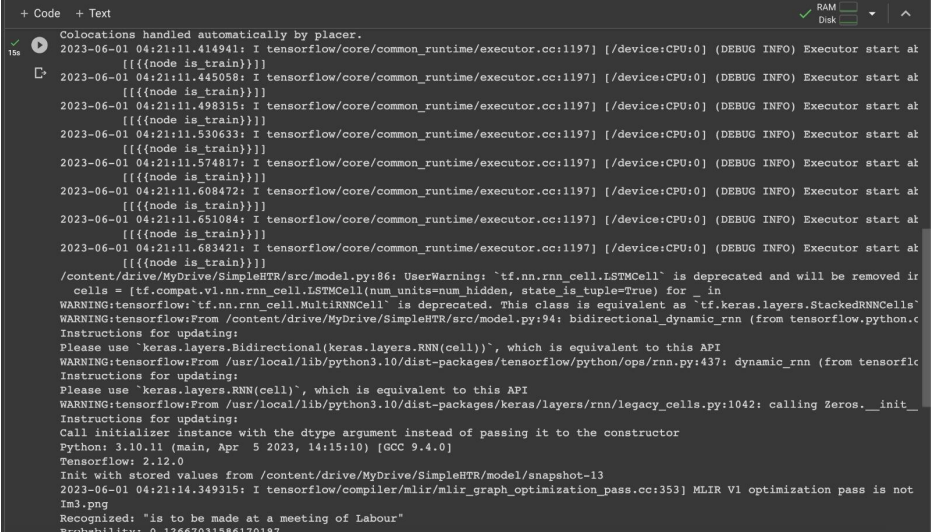 + Code + Text
RAM
Disk
15s
Colocations handled automatically by placer.
2023-06-01 04:21:11.414941: I tensorflow/core/common_runtime/executor.cc:1197] [/device:CPU:0] (DEBUG INFO) Executor start ab
[[{{node is_train}}]]
2023-06-01 04:21:11.445058: I tensorflow/core/common_runtime/executor.cc:1197] [/device:CPU:0] (DEBUG INFO) Executor start ab
[[{{node is_train}}]]
2023-06-01 04:21:11.498315: I tensorflow/core/common_runtime/executor.cc:1197] [/device:CPU:0] (DEBUG INFO) Executor start ab
[[{{node is_train}}]]
2023-06-01 04:21:11.530633: I tensorflow/core/common_runtime/executor.cc:1197] [/device:CPU:0] (DEBUG INFO) Executor start ab
[[{{node is_train}}]]
2023-06-01 04:21:11.574817: I tensorflow/core/common_runtime/executor.cc:1197] [/device:CPU:0] (DEBUG INFO) Executor start ab
[[{{node is_train}}]]
2023-06-01 04:21:11.608472: I tensorflow/core/common_runtime/executor.cc:1197] [/device:CPU:0] (DEBUG INFO) Executor start ab
[[{{node is_train}}]]
2023-06-01 04:21:11.651084: I tensorflow/core/common_runtime/executor.cc:1197] [/device:CPU:0] (DEBUG INFO) Executor start ab
[[{{node is_train}}]]
2023-06-01 04:21:11.683421: I tensorflow/core/common_runtime/executor.cc:1197] [/device:CPU:0] (DEBUG INFO) Executor start ab
[[{{node is_train}}]]
/content/drive/MyDrive/SimpleHTR/src/model.py:86: UserWarning: `tf.nn.rnn_cell.LSTMCell` is deprecated and will be removed in
cells = [tf.compat.v1.nn.rnn_cell.LSTMCell(num_units=num_hidden, state_is_tuple=True) for _ in
WARNING:tensorflow:`tf.nn.rnn_cell.MultiRNNCell` is deprecated. This class is equivalent as `tf.keras.layers.StackedRNNCells`
WARNING:tensorflow:From /content/drive/MyDrive/SimpleHTR/src/model.py:94: bidirectional_dynamic_rnn (from tensorflow.python.o
Instructions for updating:
Please use `keras.layers.Bidirectional(keras.layers.RNN(cell))`, which is equivalent to this API
WARNING:tensorflow:From /usr/local/lib/python3.10/dist-packages/tensorflow/python/ops/rnn.py:437: dynamic_rnn (from tensorflo
Instructions for updating:
Please use `keras.layers.RNN(cell)`, which is equivalent to this API
WARNING:tensorflow:From /usr/local/lib/python3.10/dist-packages/keras/layers/rnn/legacy_cells.py:1042: calling Zeros.__init__
Instructions for updating:
Call initializer instance with the dtype argument instead of passing it to the constructor
Python: 3.10.11 (main, Apr 5 2023, 14:15:10) [GCC 9.4.0]
Tensorflow: 2.12.0
Init with stored values from /content/drive/MyDrive/SimpleHTR/model/snapshot-13
2023-06-01 04:21:14.349315: I tensorflow/compiler/mlir/mlir_graph_optimization_pass.cc:353] MLIR V1 optimization pass is not
Im3.png
Recognized: "is to be made at a meeting of Labour"
Probability: 0.13667031586170197